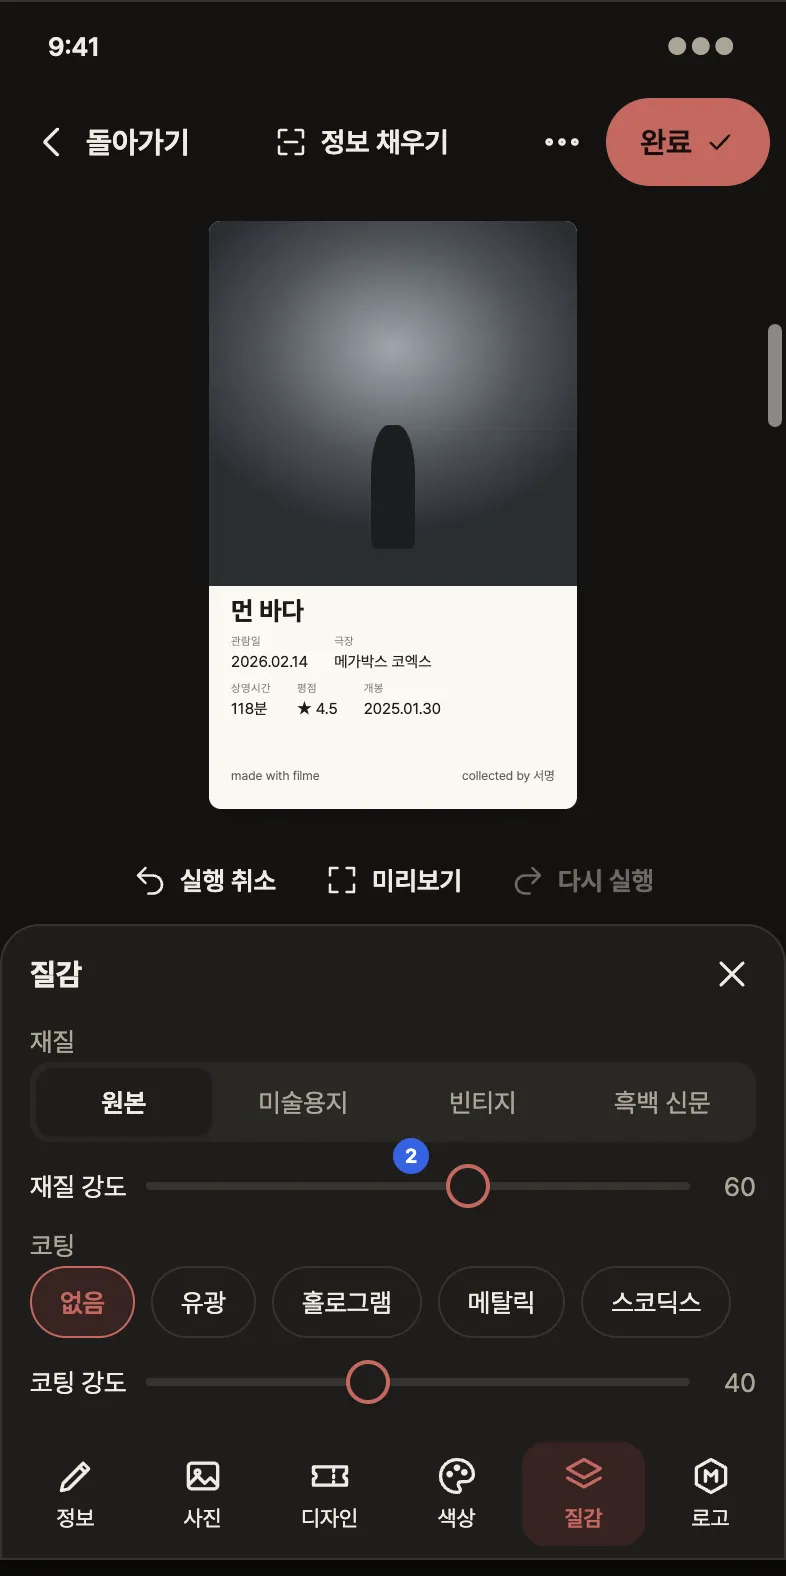 9:41
돌아가기 정보 채우기 완료
먼 바다
관람일 극장
2026.02.14 메가박스 코엑스
상영시간 평점 개봉
118분 ★ 4.5 2025.01.30
made with filme collected by 서명
실행 취소 미리보기 다시 실행
질감
재질
원본 미술용지 빈티지 흑백 신문
2
재질 강도 60
코팅
없음 유광 홀로그램 메탈릭 스코딕스
코팅 강도 40
정보 사진 디자인 색상 질감 로고